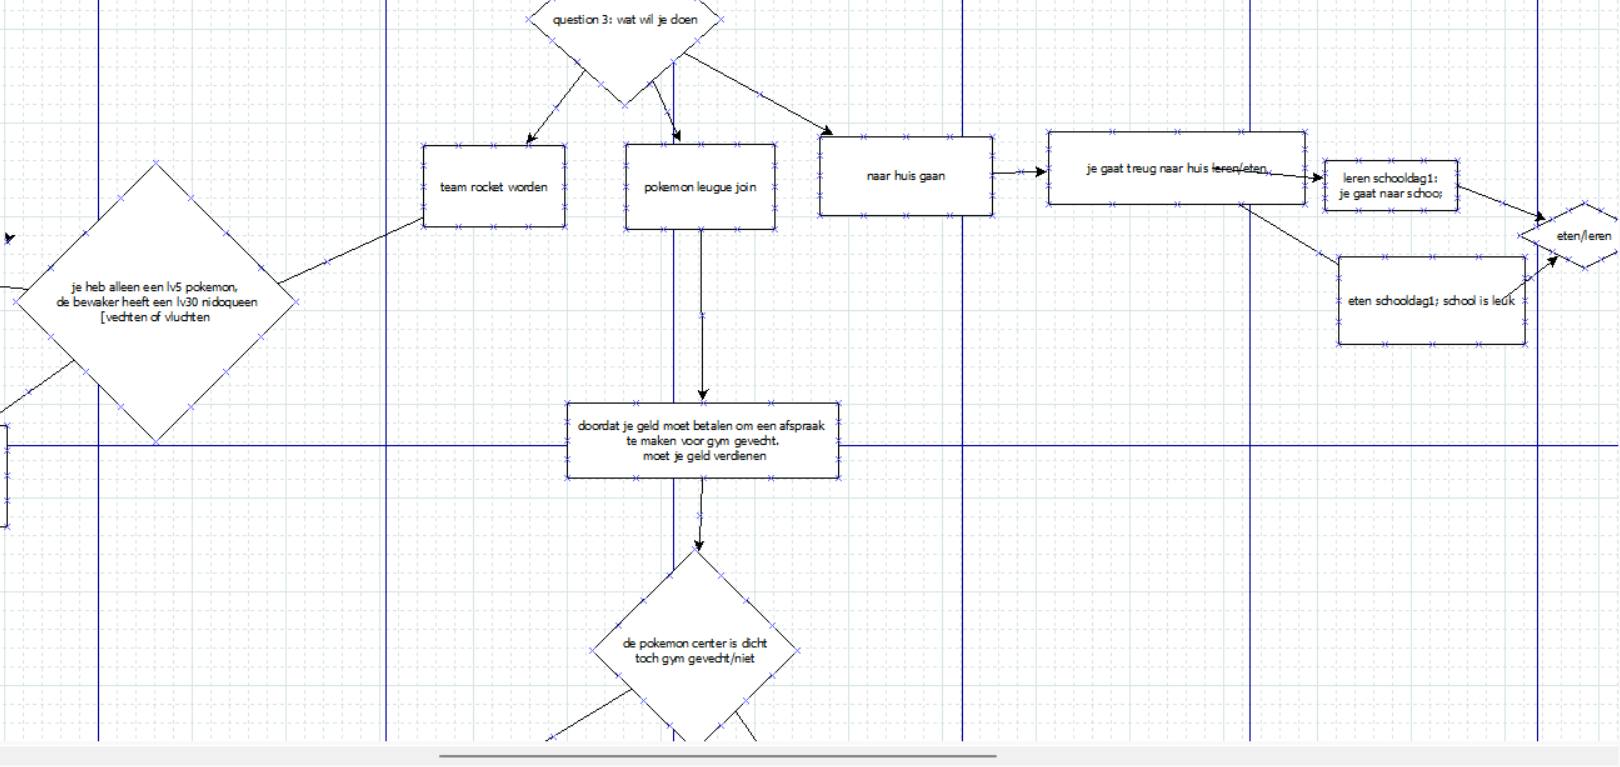 question 3: wat wil je doen
team rocket worden
pokemon leugue join
naar huis gaan
je gaat treug naar huis leren/eten
leren schooldag1:
je gaat naar schoo;
eten/leren
eten schooldag1; school is leuk
je heb alleen een lv5 pokemon,
de bewaker heeft een lv30 nidoqueen
[vechten of vluchten
doordat je geld moet betalen om een afspraak
te maken voor gym gevecht.
moet je geld verdienen
de pokemon center is dicht
toch gym gevecht/niet